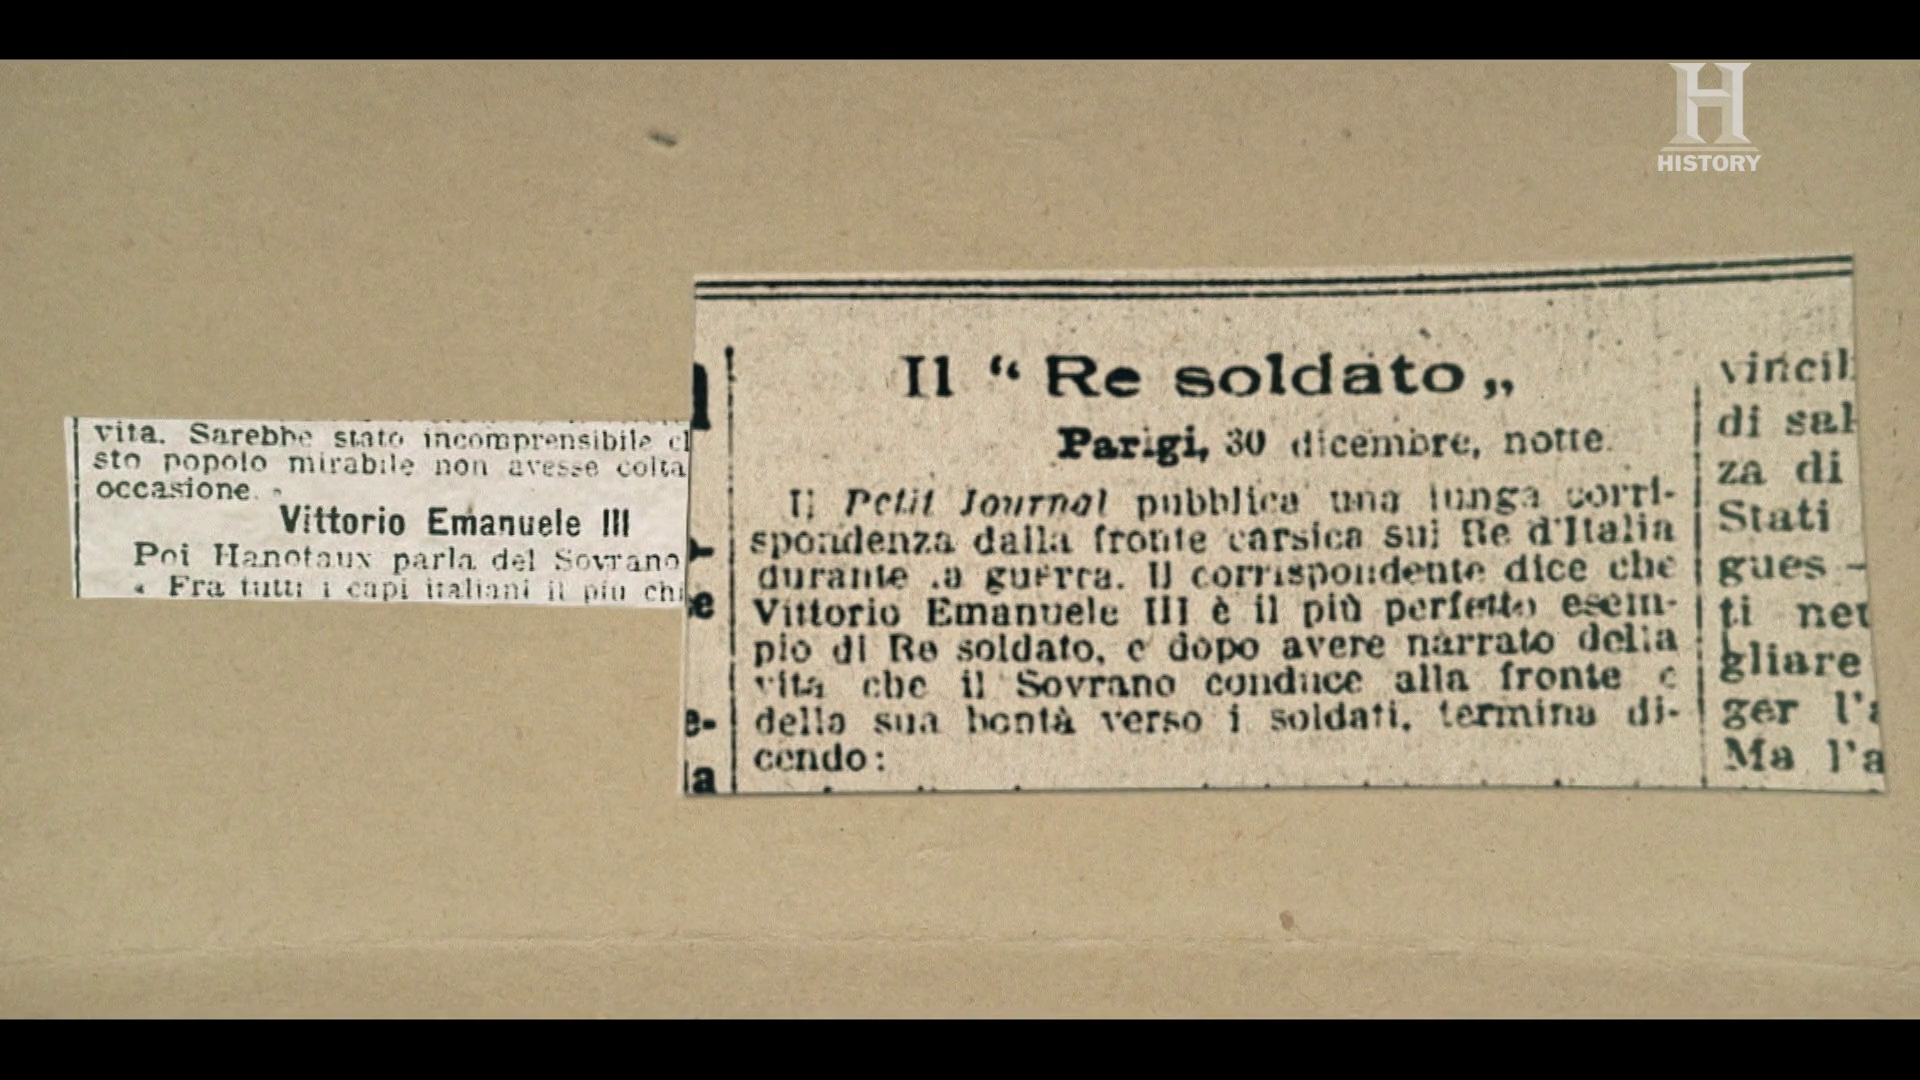 HISTORY
vita. Sarebbe stato incomprensibile
sto popolo mirabile non avesse colta
occasione.
Vittorio Emanuele III
Poi Hanotaux parla del Sovrano
« Fra tutti i capi italiani il più
Il “ Re soldato „
Parigi, 30 dicembre, notte.
Il Petit Journal pubblica una lunga corri-
spondenza dalla fronte carsica sul Re d'Italia
durante la guerra. Il corrispondente dice che
Vittorio Emanuele III è il più perfetto esem-
pio di Re soldato, e dopo avere narrato della
vita che il Sovrano conduce alla fronte e
della sua bontà verso i soldati, termina di-
cendo:
di
za di
Stati
gues -
ti
gliare
ger
Ma